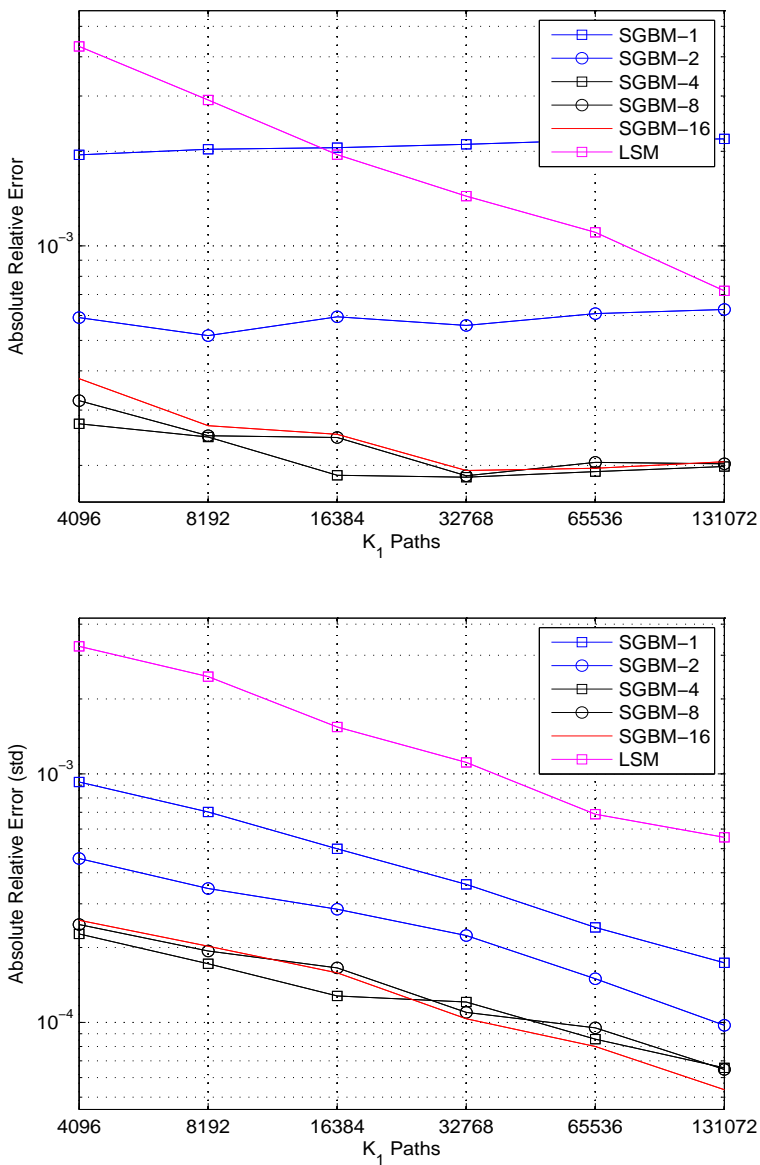 SGBM−1
SGBM−2
SGBM−4
SGBM−8
SGBM−16
LSM
Absolute Relative Error
10−3
4096 8192 16384 32768 65536 131072
K1 Paths
SGBM−1
SGBM−2
SGBM−4
SGBM−8
SGBM−16
LSM
Absolute Relative Error (std)
10−3
10−4
4096 8192 16384 32768 65536 131072
K1 Paths